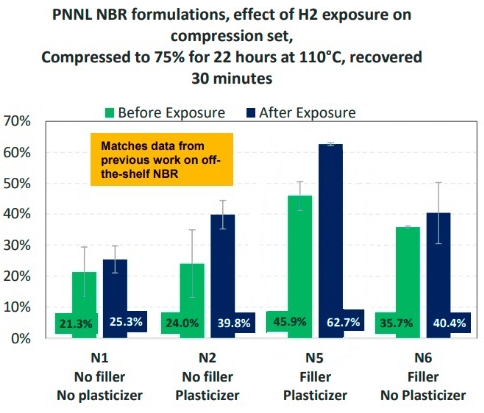 PNNL NBR formulations, effect of H2 exposure on
compression set,
Compressed to 75% for 22 hours at 110°C, recovered
30 minutes
Before Exposure After Exposure
70%
60%
50%
40%
30%
20%
10%
0%
Matches data from
previous work on off-
the-shelf NBR
21.3% 25.3% 24.0% 39.8% 45.9% 62.7% 35.7% 40.4%
N1 N2 N5 N6
No filler No filler Filler Filler
No plasticizer Plasticizer Plasticizer No Plasticizer